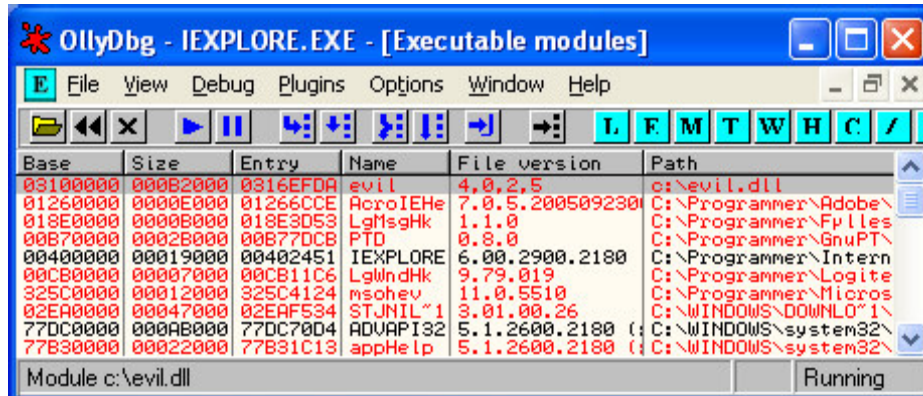 OllyDbg - IEXPLORE.EXE - [Executable modules]
E File View Debug Plugins Options Window Help
L E M T W H C /
Base Size Entry Name File version Path
03100000 000B2000 0316EFDA evil 4,0,2,5 c:\evil.dll
01260000 0000E000 01266CCE AcroIEHe 7.0.5.200509230 C:\Programmer\Adobe\
018E0000 0000B000 018E3D53 LgMsgHk 1.1.0 C:\Programmer\Fplles
00B70000 0002B000 00B77DCB PTD 0.8.0 C:\Programmer\GnuPT\
00400000 00019000 00402451 IEXPLORE 6.00.2900.2180 C:\Programmer\Intern
00CB0000 00007000 00CB11C6 LgWndHk 9.79.019 C:\Programmer\Logite
325C0000 00012000 325C4124 msohev 11.0.5510 C:\Programmer\Micros
02EA0000 00047000 02EAF534 STJNIL~1 3.01.00.26 C:\WINDOWS\DOWNLO~1\
77DC0000 000AB000 77DC70D4 ADVAPI32 5.1.2600.2180 (: C:\WINDOWS\system32\
77B30000 00022000 77B31C13 appHelp 5.1.2600.2180 (: C:\WINDOWS\system32\
Module c:\evil.dll Running